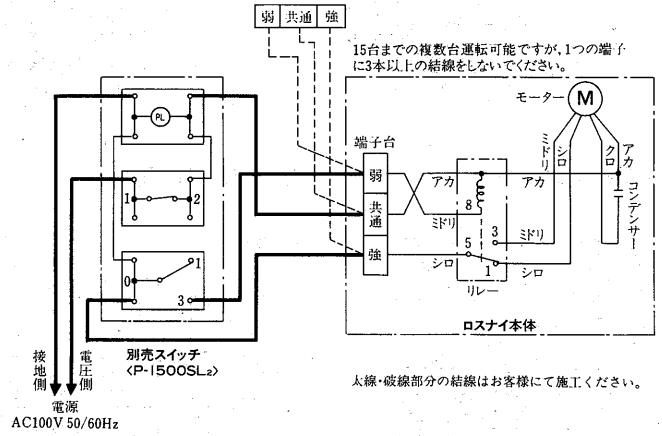 弱 共通 強
15台までの複数台運転可能ですが、1つの端子
に3本以上の結線をしないでください。
モーター
M
PL
端子台
ミドリ
シロ
クロ
アカ
弱
アカ
アカ
コンデンサー
1
2
共通
8
ミドリ
3
ミドリ
強
シロ
5
1
シロ
0
1
3
リレー
ロスナイ本体
別売スイッチ
〈P-1500SL₂〉
接地側
電圧側
電源
AC100V 50/60Hz
太線・破線部分の結線はお客様にて施工ください。